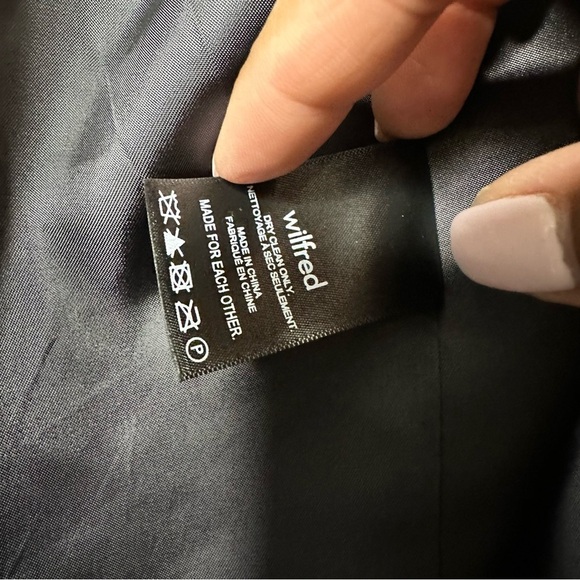 wilfred
DRY CLEAN ONLY.
NETTOYAGE À SEC SEULEMENT.
MADE IN CHINA
FABRIQUÉ EN CHINE
MADE FOR EACH OTHER.
P